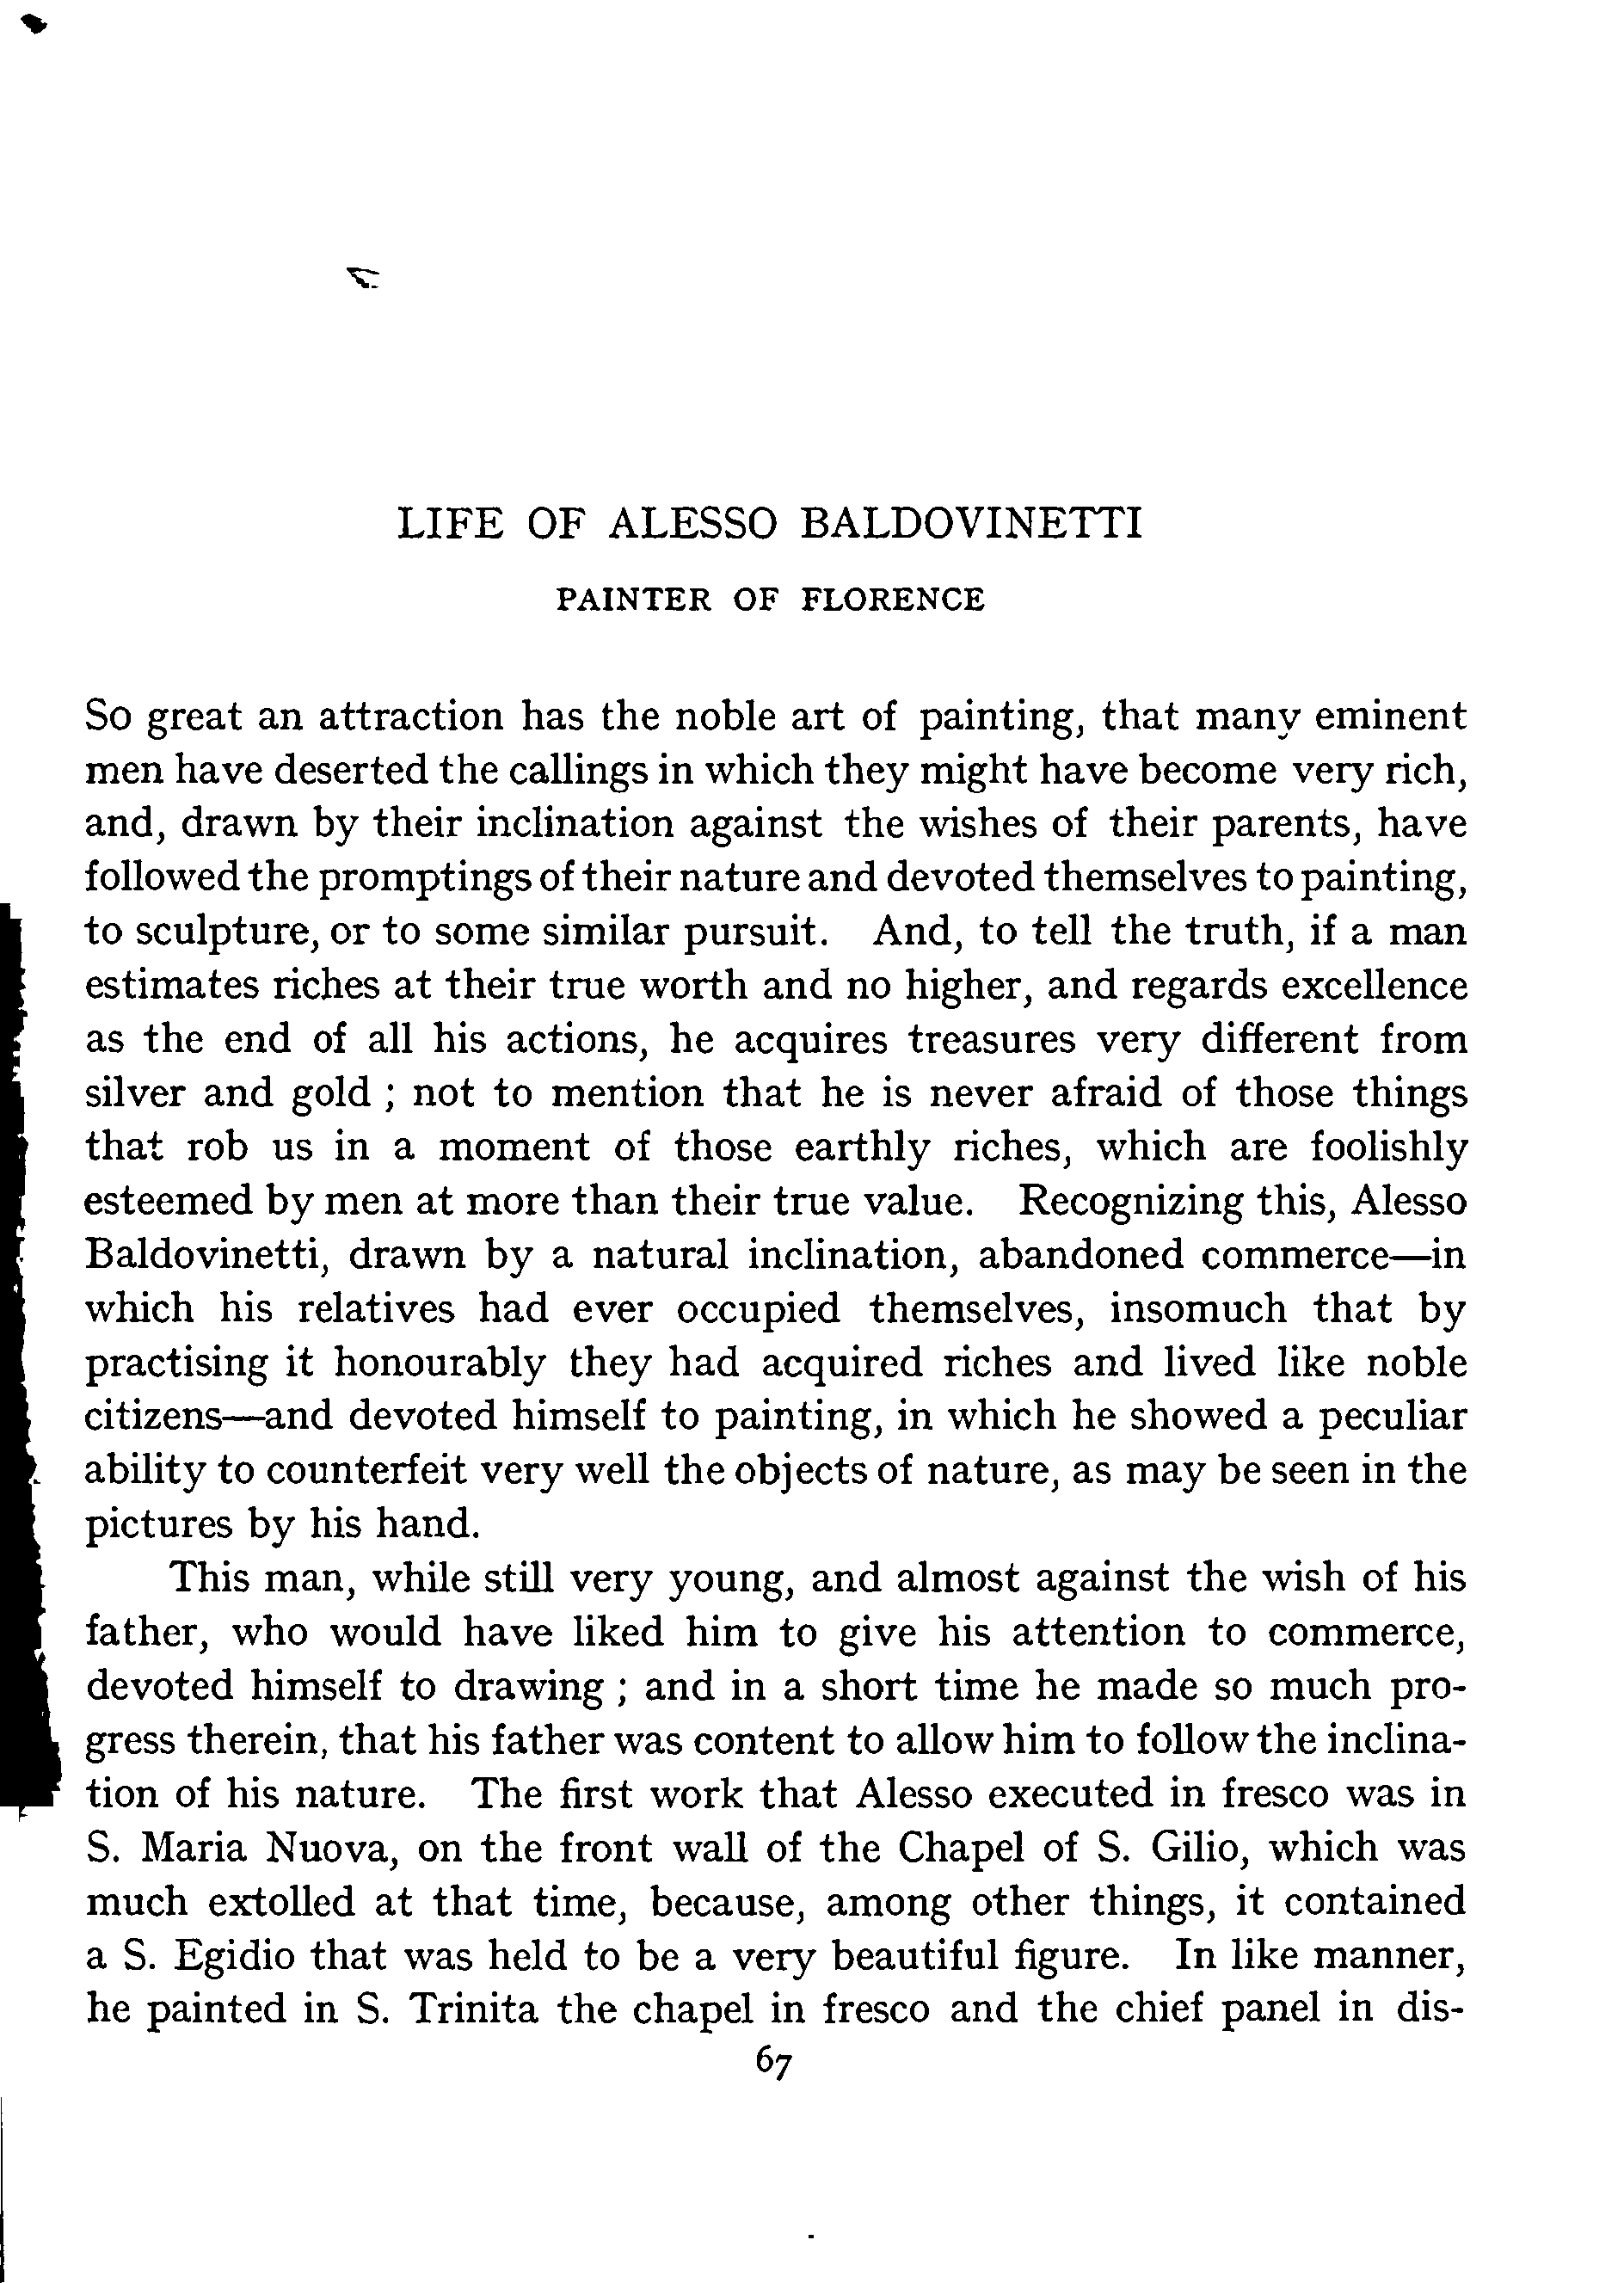 LIFE OF ALESSO BALDOVINETTI
PAINTER OF FLORENCE
So great an attraction has the noble art of painting, that many eminent
men have deserted the callings in which they might have become very rich,
and, drawn by their inclination against the wishes of their parents, have
followed the promptings of their nature and devoted themselves to painting,
to sculpture, or to some similar pursuit. And, to tell the truth, if a man
estimates riches at their true worth and no higher, and regards excellence
as the end of all his actions, he acquires treasures very different from
silver and gold ; not to mention that he is never afraid of those things
that rob us in a moment of those earthly riches, which are foolishly
esteemed by men at more than their true value. Recognizing this, Alesso
Baldovinetti, drawn by a natural inclination, abandoned commerce—in
which his relatives had ever occupied themselves, insomuch that by
practising it honourably they had acquired riches and lived like noble
citizens—and devoted himself to painting, in which he showed a peculiar
ability to counterfeit very well the objects of nature, as may be seen in the
pictures by his hand.
This man, while still very young, and almost against the wish of his
father, who would have liked him to give his attention to commerce,
devoted himself to drawing ; and in a short time he made so much pro-
gress therein, that his father was content to allow him to follow the inclina-
tion of his nature. The first work that Alesso executed in fresco was in
S. Maria Nuova, on the front wall of the Chapel of S. Gilio, which was
much extolled at that time, because, among other things, it contained
a S. Egidio that was held to be a very beautiful figure. In like manner,
he painted in S. Trinita the chapel in fresco and the chief panel in dis-
67